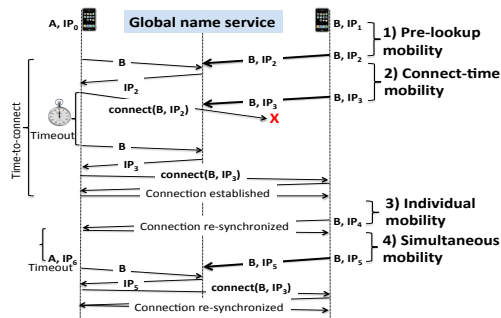 Global name service
A, IP0
B, IP1
1) Pre-lookup
mobility
B
B, IP2
B, IP2
2) Connect-time
mobility
IP2
B, IP3
B, IP3
connect(B, IP2)
X
Timeout
Time-to-connect
B
IP3
connect(B, IP3)
Connection established
3) Individual
mobility
B, IP4
Connection re-synchronized
4) Simultaneous
mobility
A, IP6
B, IP5
B, IP5
Timeout
B
IP5
connect(B, IP3)
Connection re-synchronized